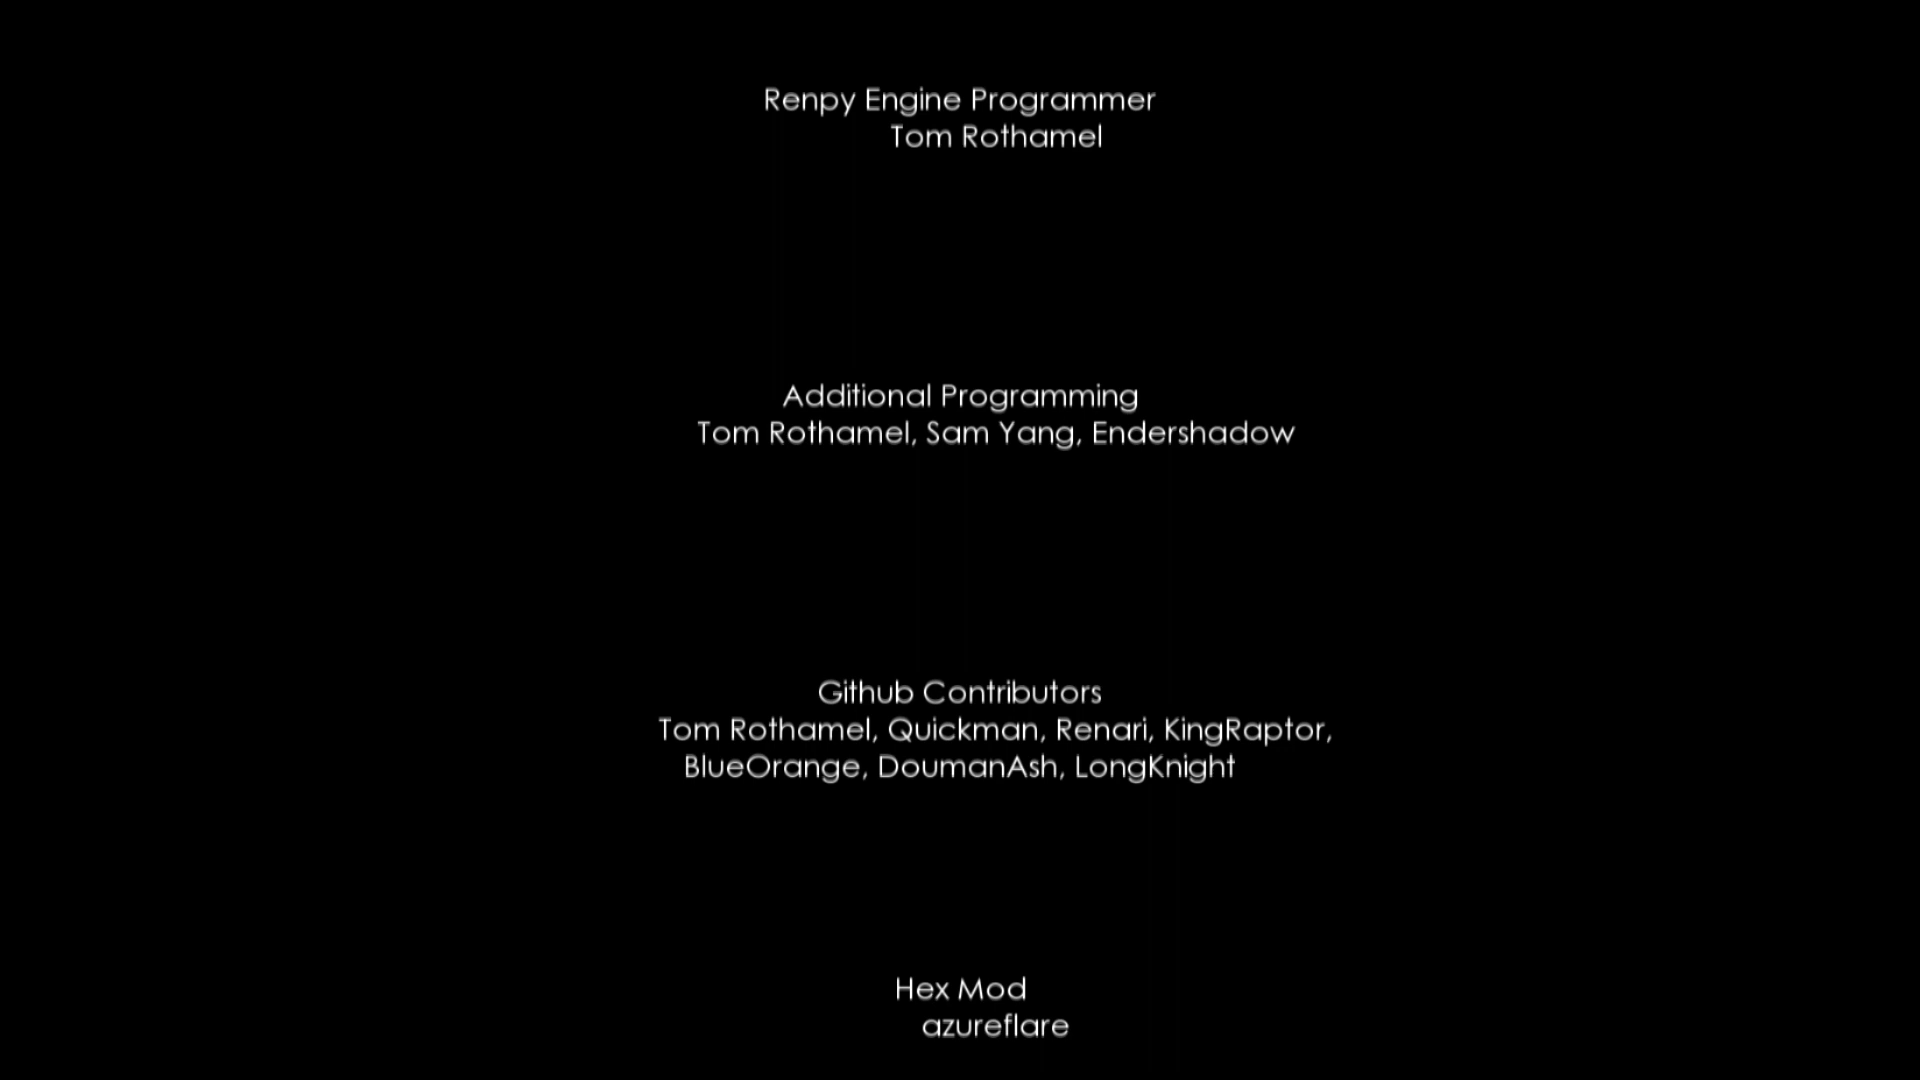 Renpy Engine Programmer
Tom Rothamel
Additional Programming
Tom Rothamel, Sam Yang, Endershadow
Github Contributors
Tom Rothamel, Quickman, Renari, KingRaptor,
BlueOrange, DoumanAsh, LongKnight
Hex Mod
azureflare